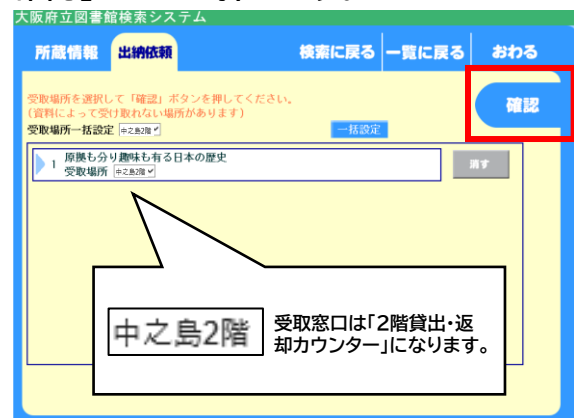 大阪府立図書館検索システム
所蔵情報 出納依頼 検索に戻る 一覧に戻る おわる
受取場所を選択して「確認」ボタンを押してください。
(資料によって受け取れない場所があります)
確認
受取場所一括設定 中之島2階 一括設定
1 原拠も分り趣味も有る日本の歴史
受取場所 中之島2階
消す
中之島2階
受取窓口は「2階貸出・返
却カウンター」になります。